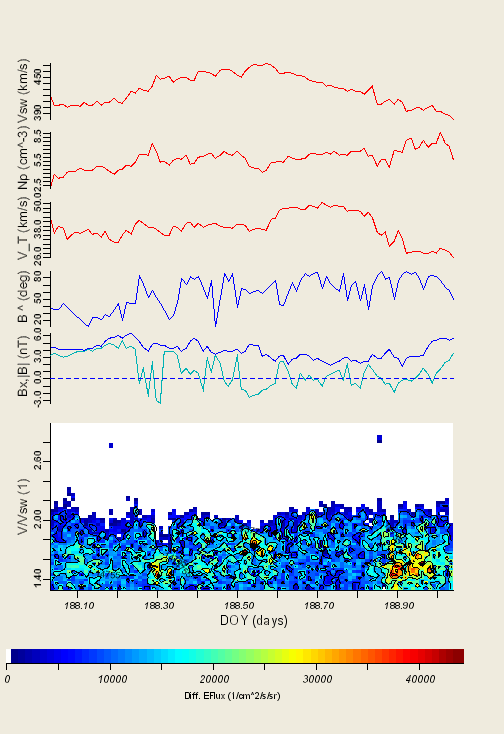 Vsw (km/s)
450
390
Np (cm^-3)
8.5
5.5
2.5
V_T (km/s)
50.0
38.0
26.0
B ^ (deg)
80
50
20
Bx,|B| (nT)
6.0
3.0
0.0
-3.0
V/Vsw (1)
2.60
2.00
1.40
188.10 188.30 188.50 188.70 188.90
DOY (days)
0 10000 20000 30000 40000
Diff. EFlux (1/cm^2/s/sr)